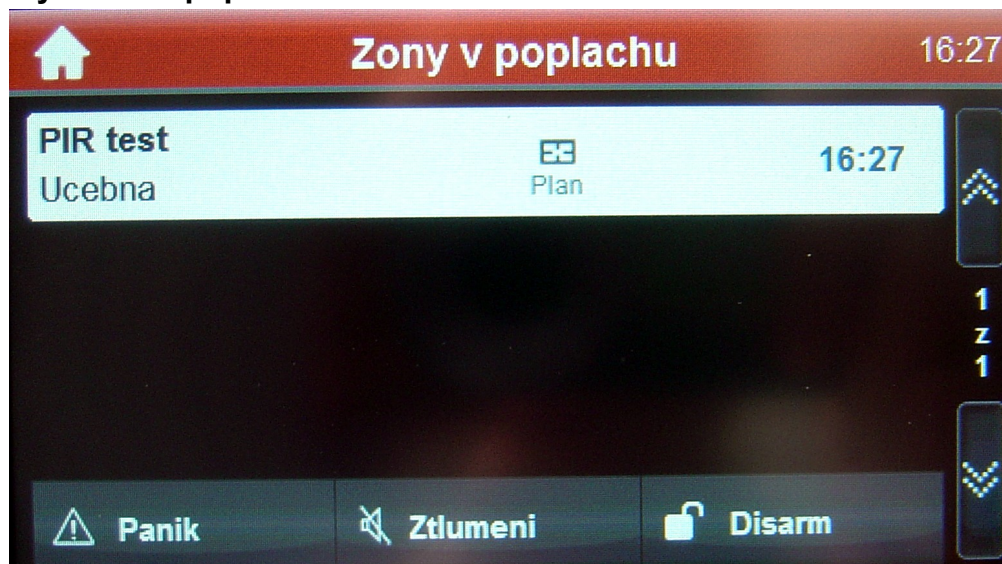 Zony v poplachu 16:27
PIR test
Ucebna
Plan
16:27
1
z
1
Panik
Ztlumeni
Disarm